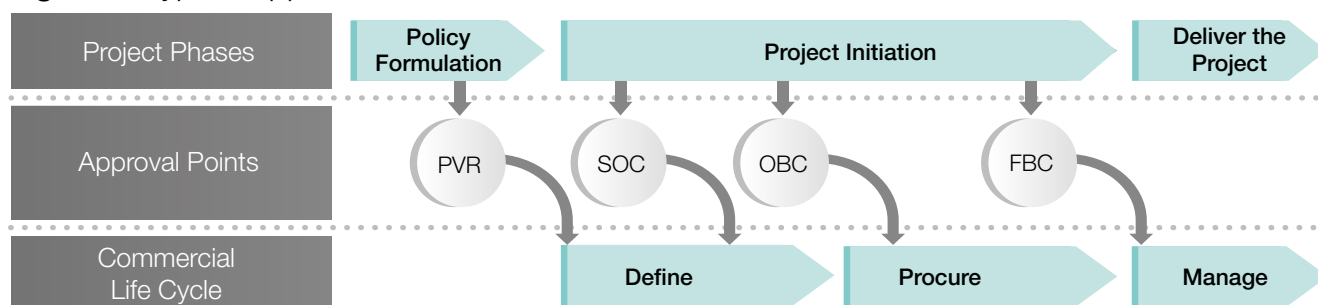 Project Phases
Policy
Formulation
Project Initiation
Deliver the
Project
Approval Points
PVR
SOC
OBC
FBC
Commercial
Life Cycle
Define
Procure
Manage